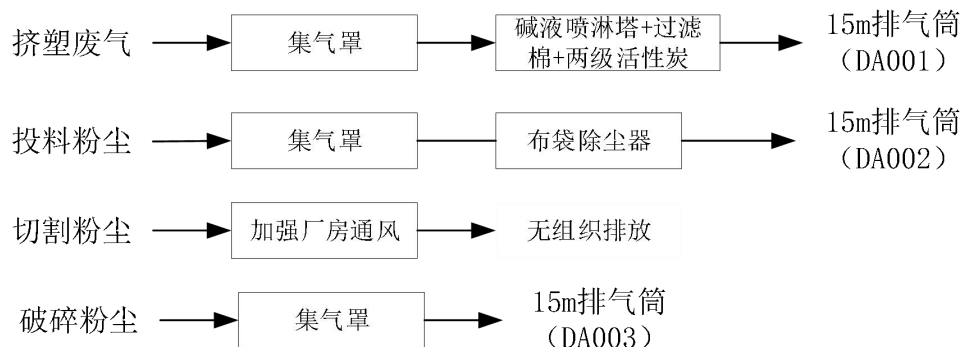 挤塑废气
集气罩
碱液喷淋塔+过滤
棉+两级活性炭
15m排气筒
（DA001）
投料粉尘
集气罩
布袋除尘器
15m排气筒
（DA002）
切割粉尘
加强厂房通风
无组织排放
破碎粉尘
集气罩
15m排气筒
（DA003）